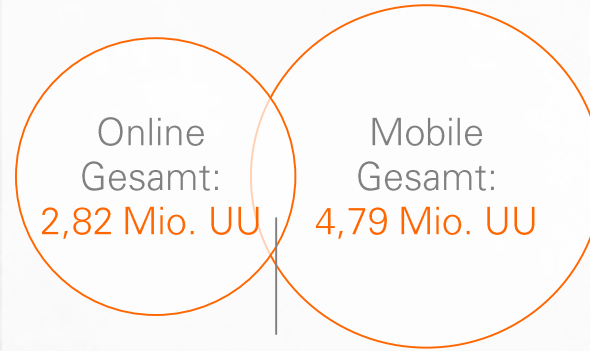 Online
Gesamt:
2,82 Mio. UU
Mobile
Gesamt:
4,79 Mio. UU